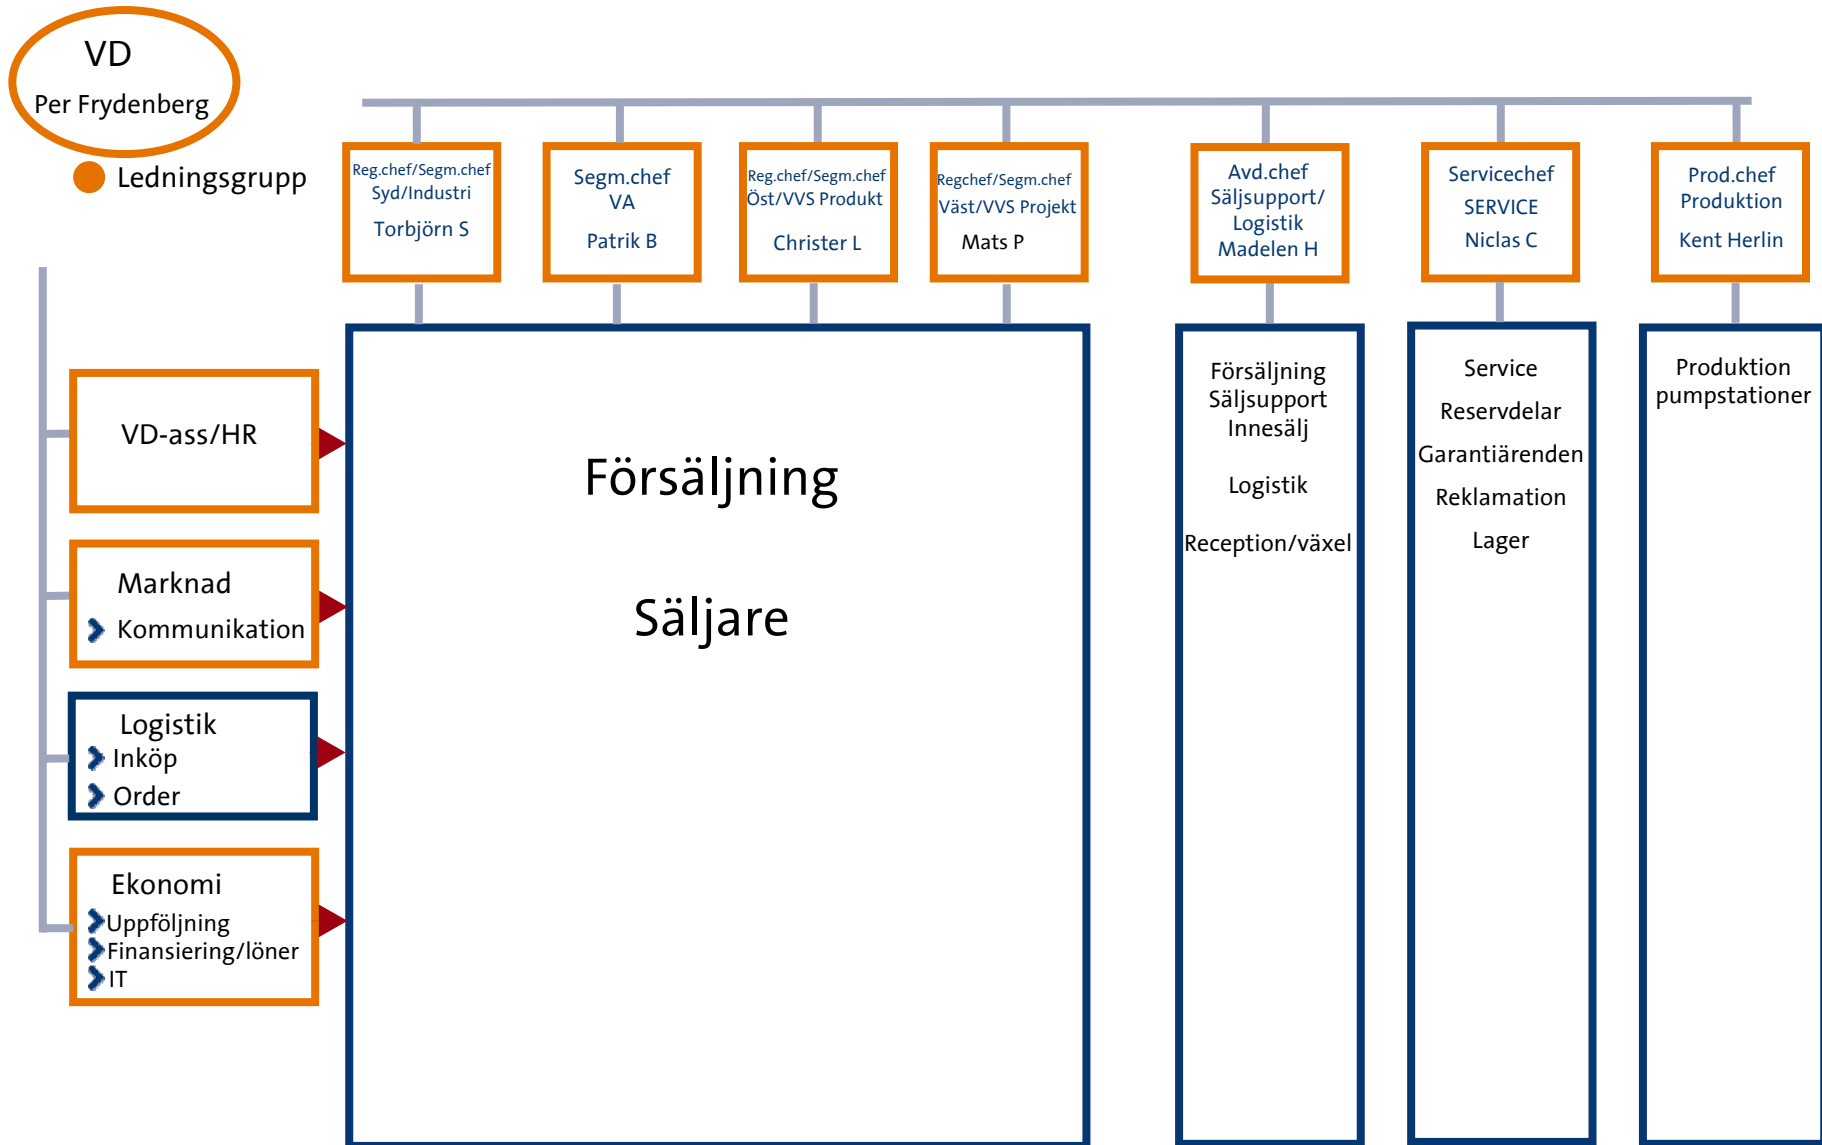 VD
Per Frydenberg
Ledningsgrupp
Reg.chef/Segm.chef
Syd/Industri
Torbjörn S
Segm.chef
VA
Patrik B
Reg.chef/Segm.chef
Öst/VVS Produkt
Christer L
Regchef/Segm.chef
Väst/VVS Projekt
Mats P
Avd.chef
Säljsupport/
Logistik
Madelen H
Servicechef
SERVICE
Niclas C
Prod.chef
Produktion
Kent Herlin
VD-ass/HR
Marknad
Kommunikation
Logistik
Inköp
Order
Ekonomi
Uppföljning
Finansiering/löner
IT
Försäljning
Säljare
Försäljning
Säljsupport
Innesälj
Logistik
Reception/växel
Service
Reservdelar
Garantiärenden
Reklamation
Lager
Produktion
pumpstationer